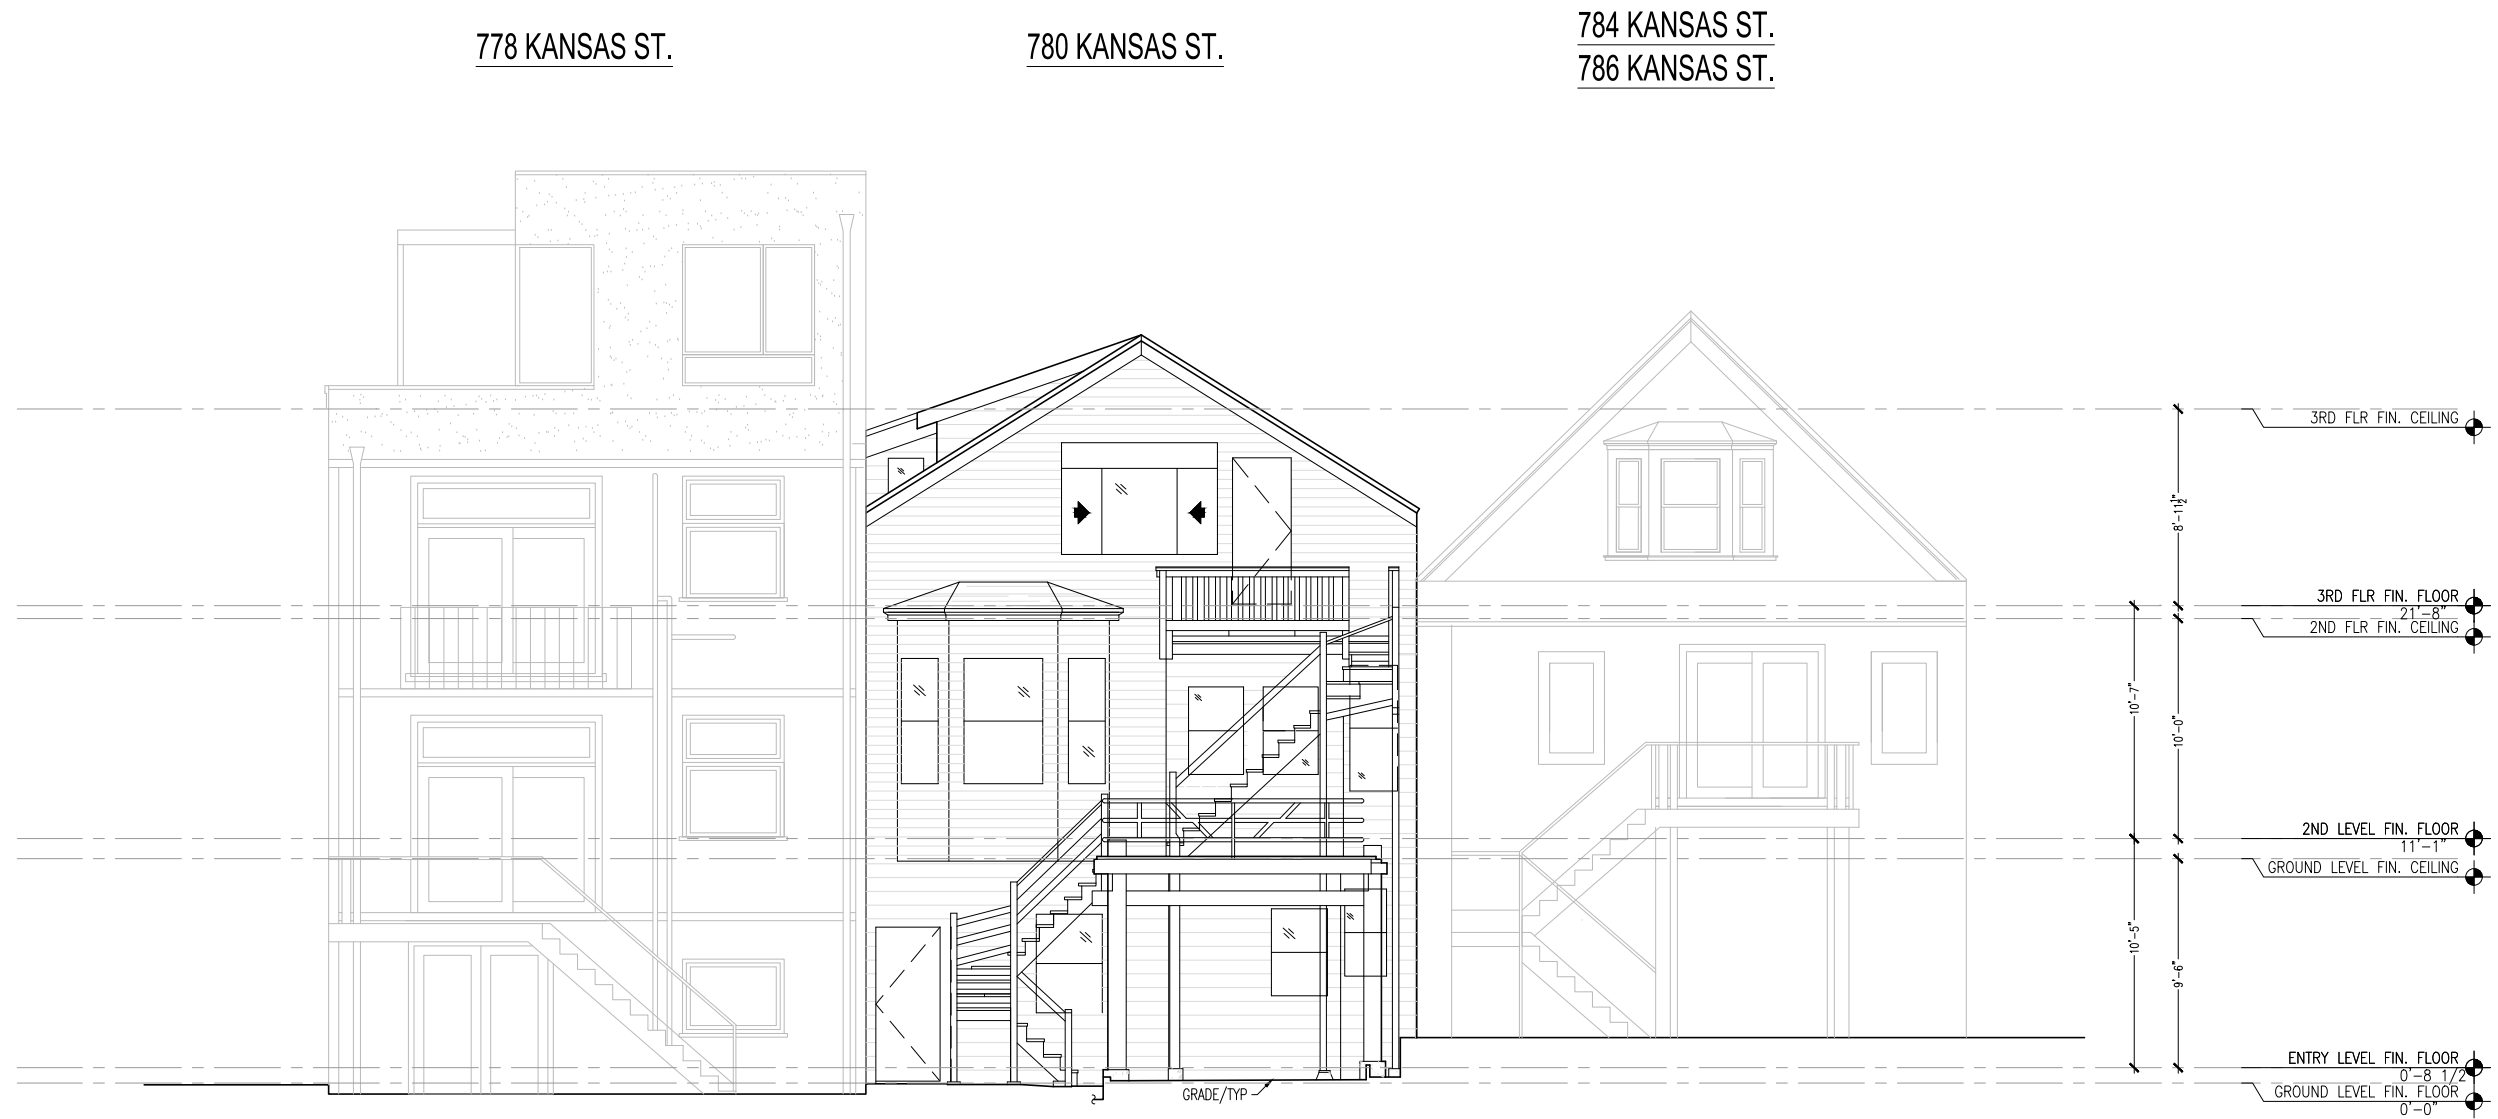 778 KANSAS ST.
780 KANSAS ST.
784 KANSAS ST.
786 KANSAS ST.
3RD FLR FIN. CEILING
8'-11½"
3RD FLR FIN. FLOOR
21'-8"
2ND FLR FIN. CEILING
10'-7"
10'-0"
2ND LEVEL FIN. FLOOR
11'-1"
GROUND LEVEL FIN. CEILING
10'-5"
9'-6"
ENTRY LEVEL FIN. FLOOR
0'-8 1/2
GROUND LEVEL FIN. FLOOR
0'-0"
GRADE/TYP